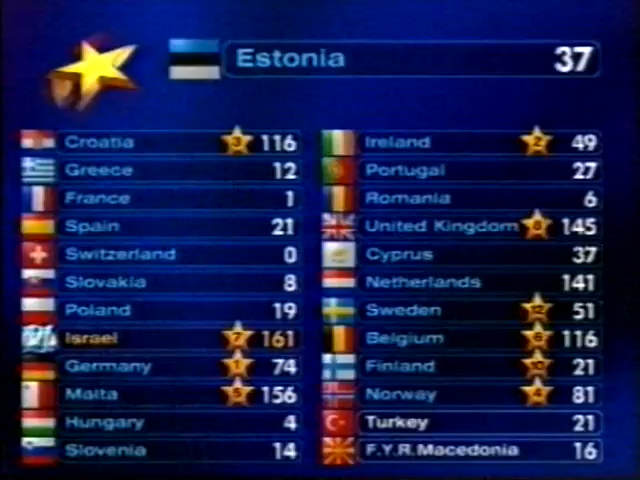 Estonia 37
Croatia 3 116
Greece 12
France 1
Spain 21
Switzerland 0
Slovakia 8
Poland 19
Israel 7 161
Germany 1 74
Malta 5 156
Hungary 4
Slovenia 14
Ireland 2 49
Portugal 27
Romania 6
United Kingdom 8 145
Cyprus 37
Netherlands 141
Sweden 12 51
Belgium 6 116
Finland 10 21
Norway 4 81
Turkey 21
F.Y.R.Macedonia 16